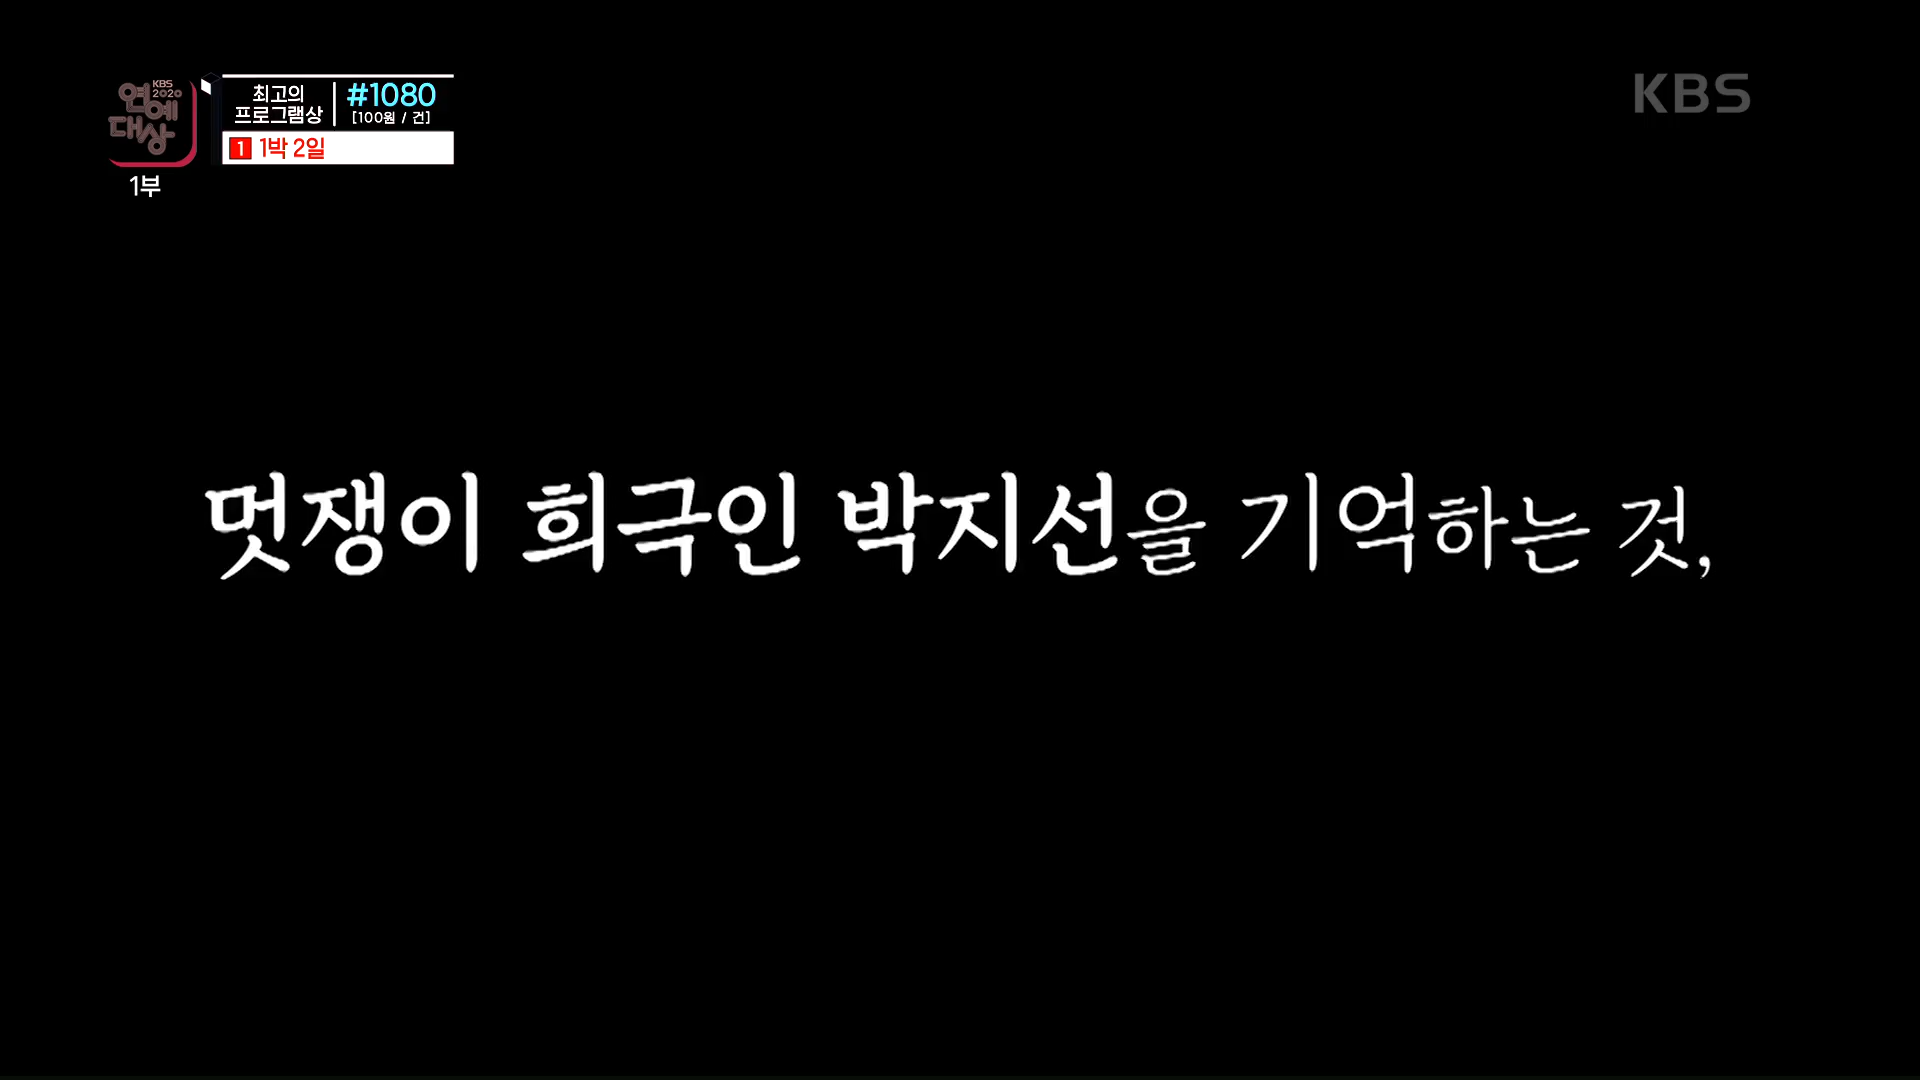 KBS
2020
연예
대상
1부
최고의
프로그램상
#1080
[100원 / 건]
1 1박 2일
KBS
멋쟁이 희극인 박지선을 기억하는 것,